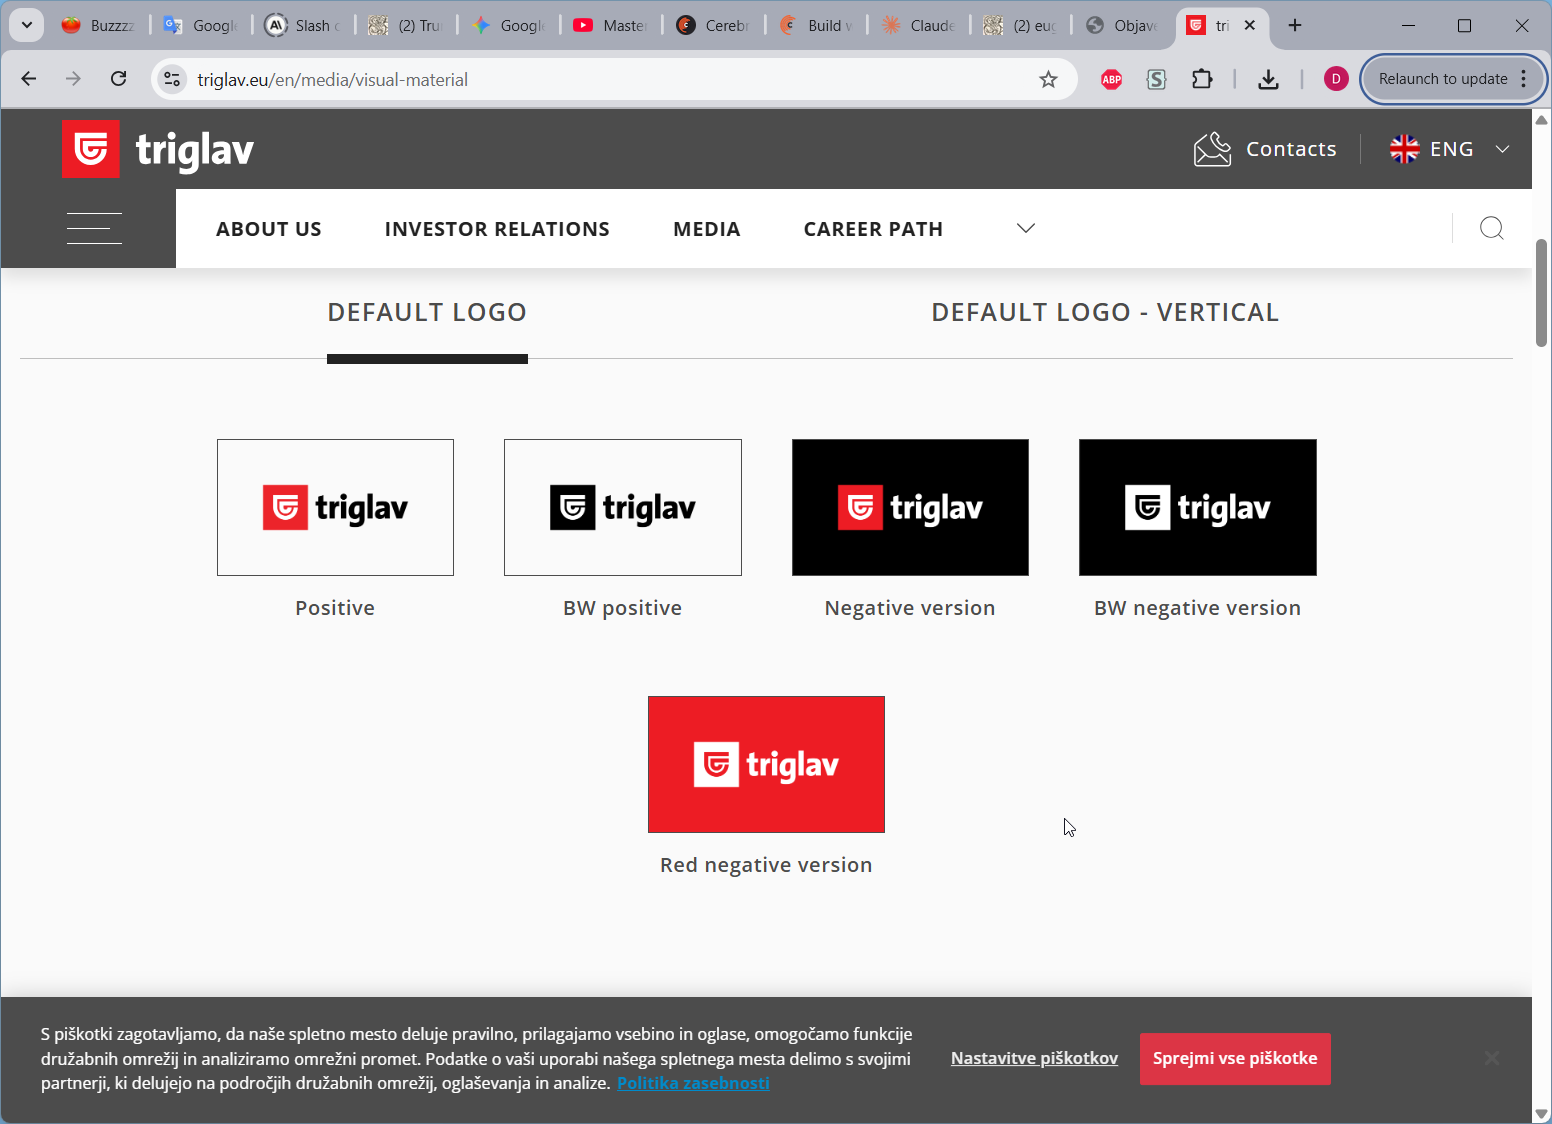 Buzzz
Google
Slash
(2) Tru
Google
Master
Cerebr
Build
Claude
(2) eu
Objav
tri
triglav.eu/en/media/visual-material
ABP
S
D
Relaunch to update
triglav
Contacts
ENG
ABOUT US
INVESTOR RELATIONS
MEDIA
CAREER PATH
DEFAULT LOGO
DEFAULT LOGO - VERTICAL
triglav
triglav
triglav
triglav
Positive
BW positive
Negative version
BW negative version
triglav
Red negative version
S piškotki zagotavljamo, da naše spletno mesto deluje pravilno, prilagajamo vsebino in oglase, omogočamo funkcije
družabnih omrežij in analiziramo omrežni promet. Podatke o vaši uporabi našega spletnega mesta delimo s svojimi
partnerji, ki delujejo na področjih družabnih omrežij, oglaševanja in analize. Politika zasebnosti
Nastavitve piškotkov
Sprejmi vse piškotke